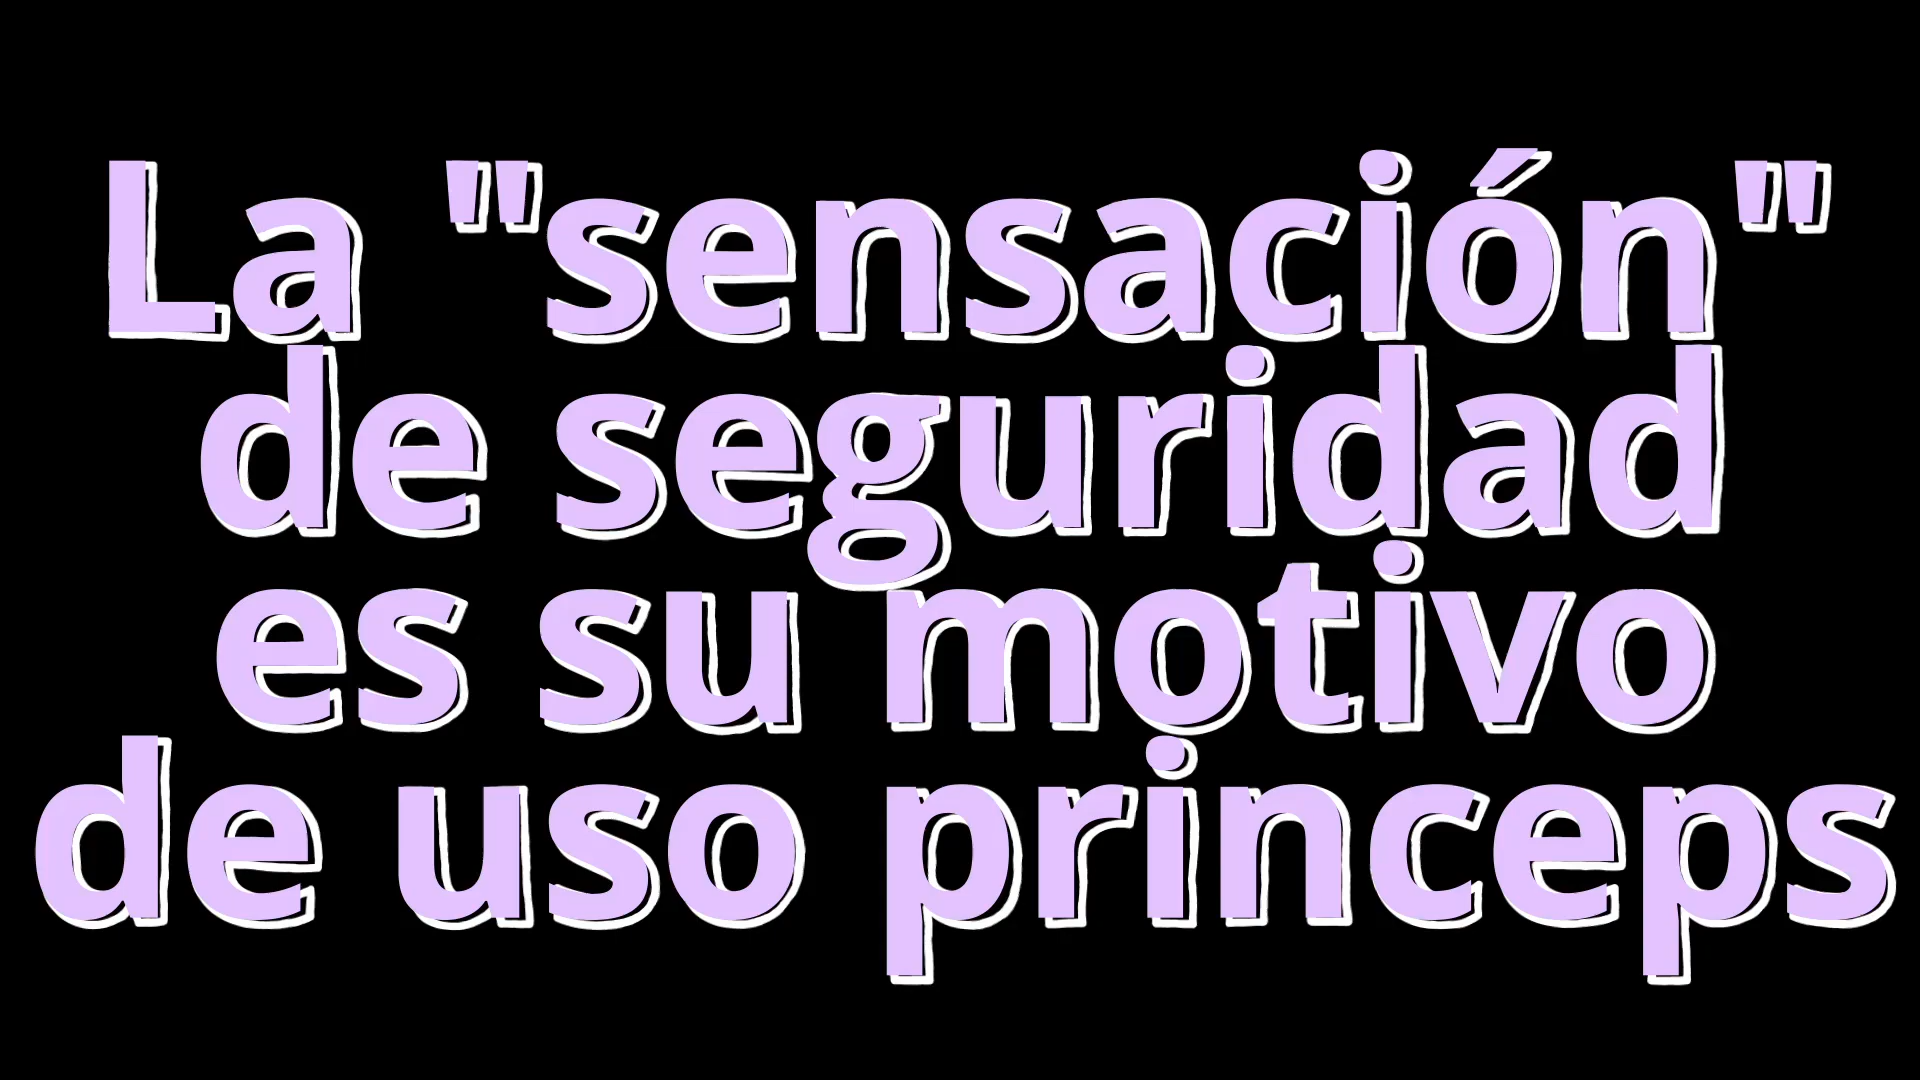 La "sensación"
de seguridad
es su motivo
de uso princeps